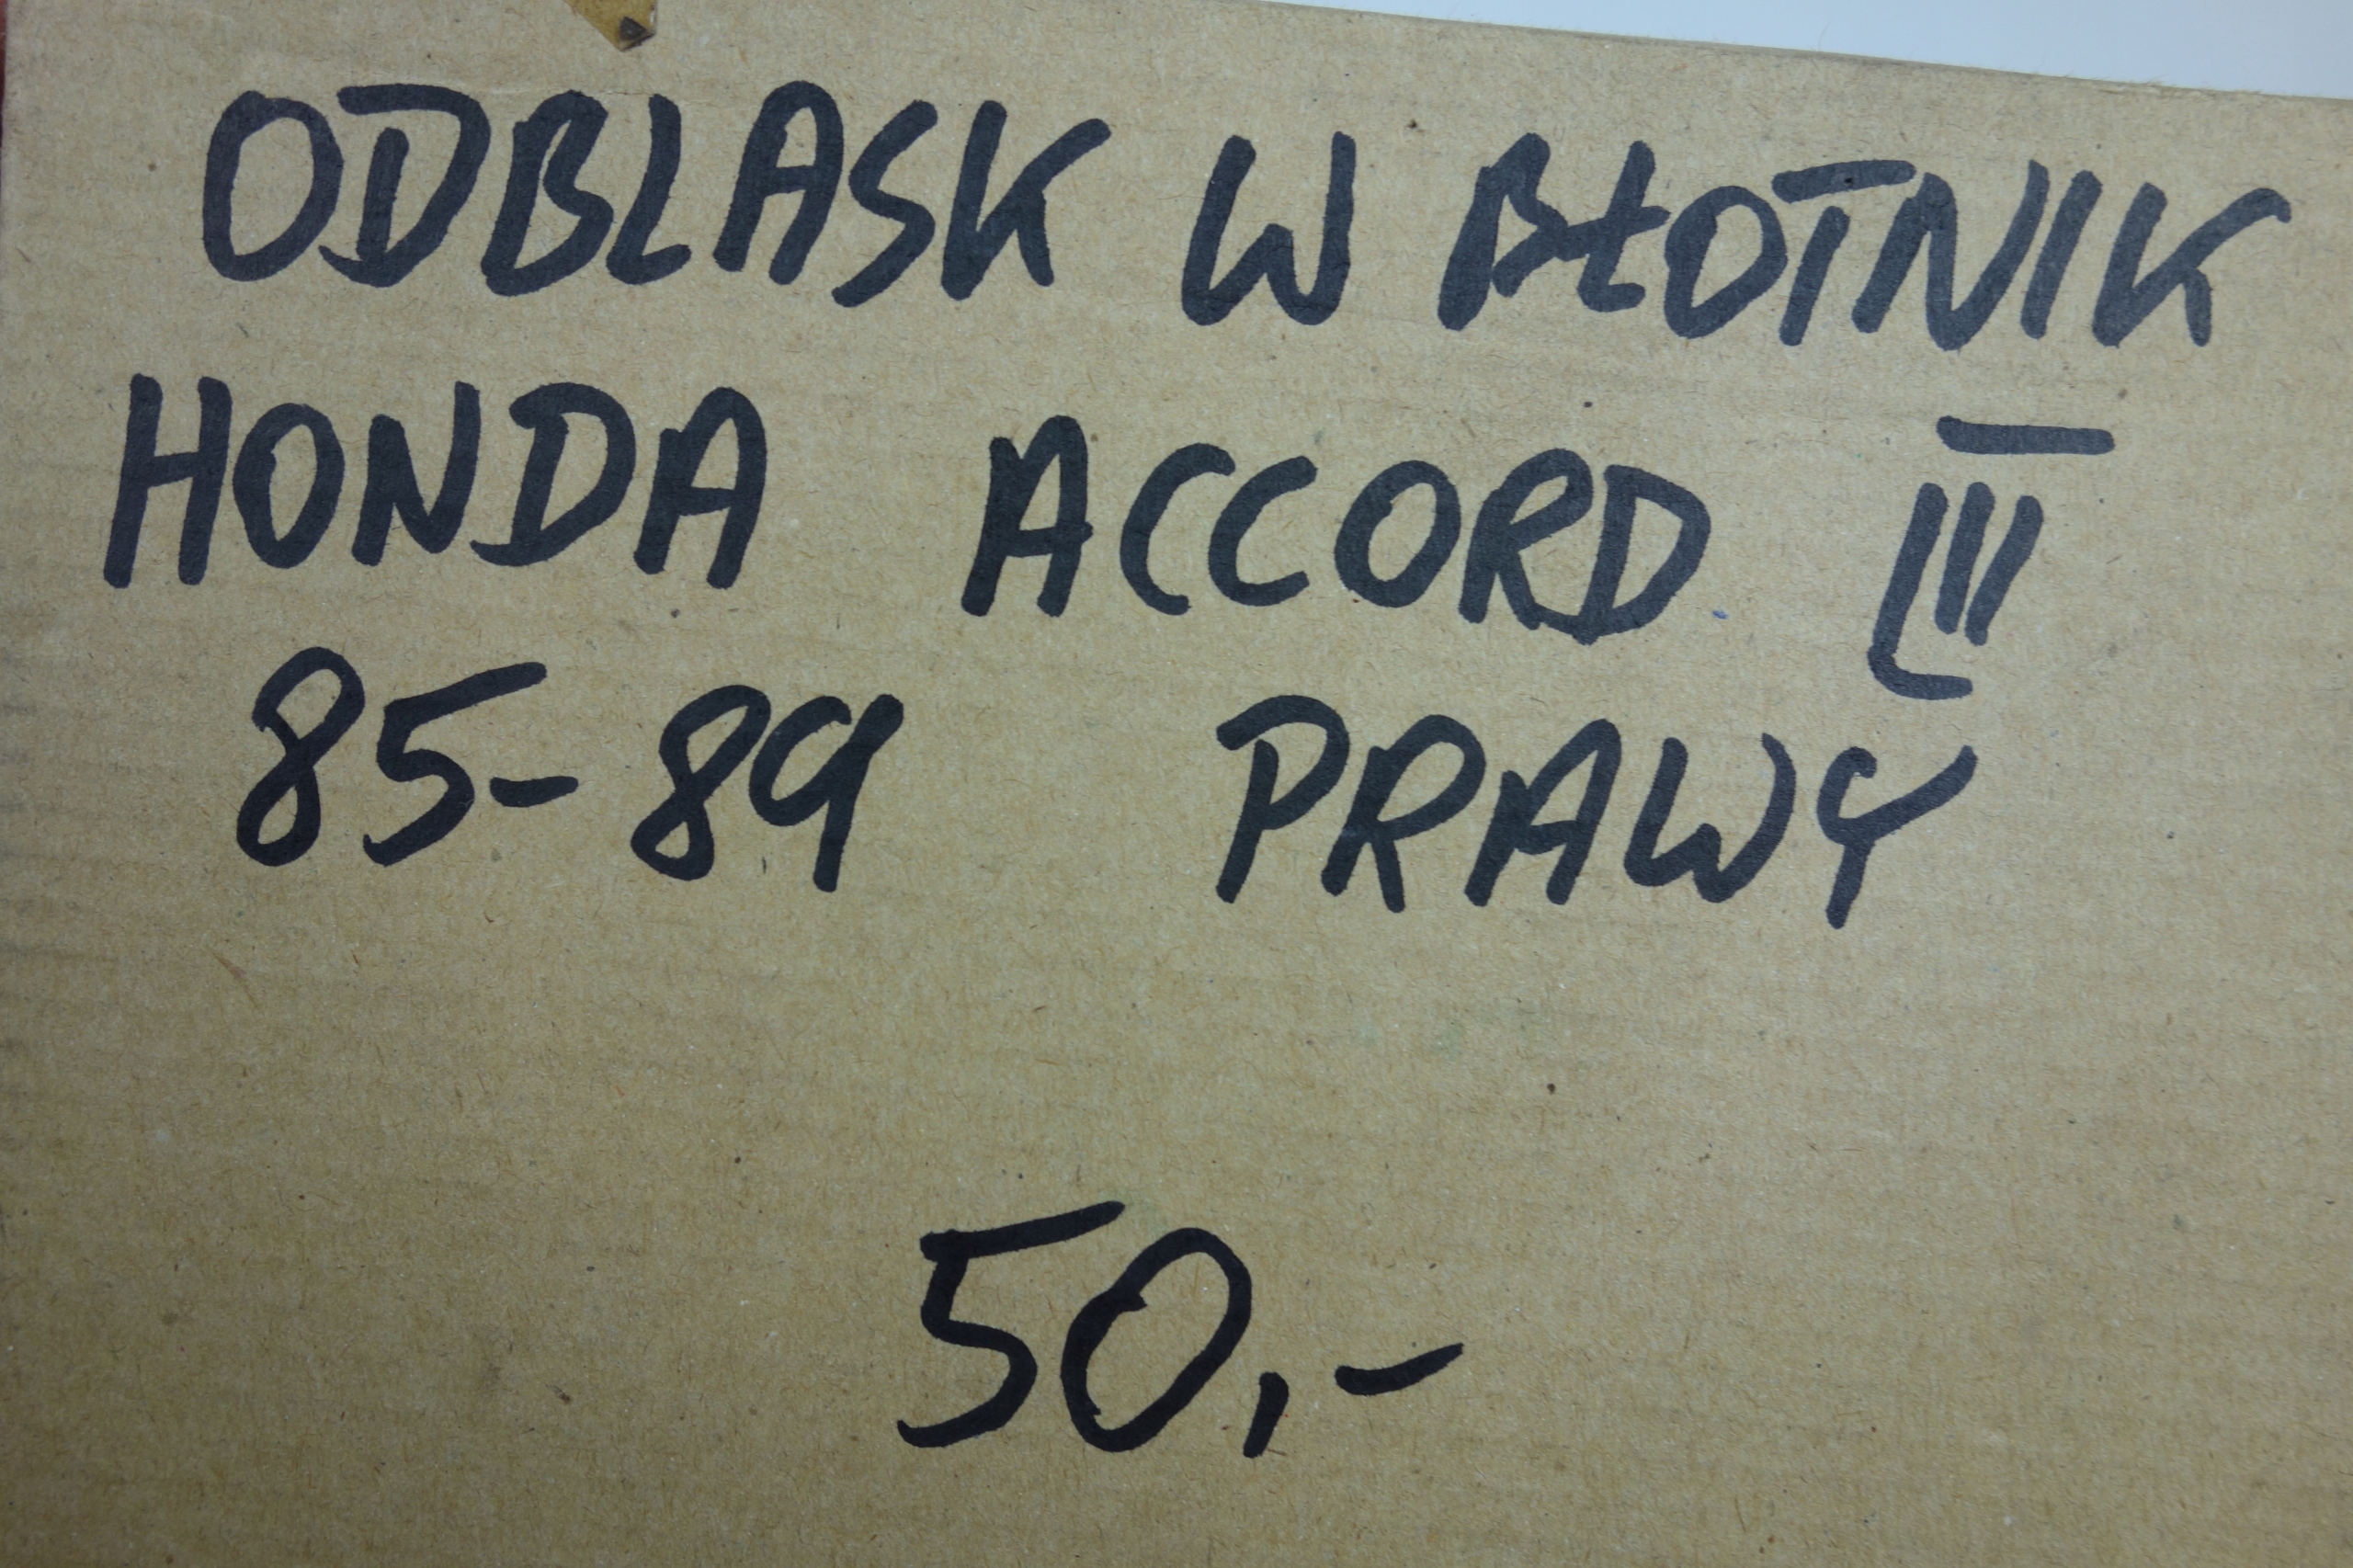 ODBLASK W BŁOTNIK
HONDA ACCORD III
85-89 PRAWY
50,-